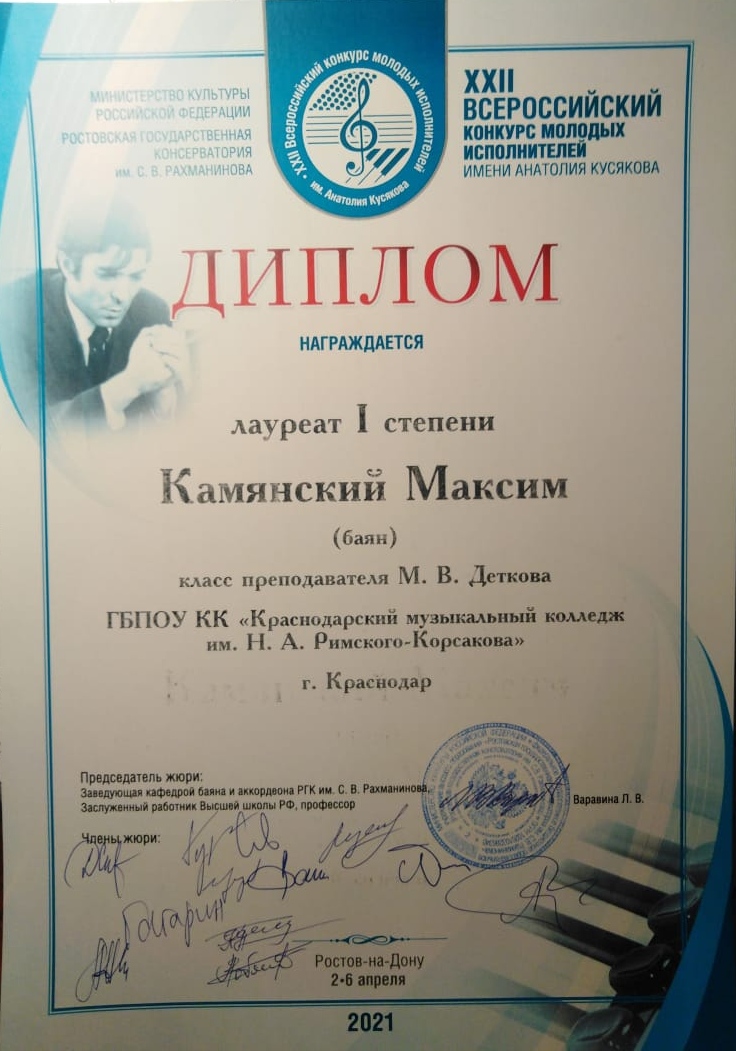 МИНИСТЕРСТВО КУЛЬТУРЫ
РОССИЙСКОЙ ФЕДЕРАЦИИ
РОСТОВСКАЯ ГОСУДАРСТВЕННАЯ
КОНСЕРВАТОРИЯ
им. С. В. РАХМАНИНОВА
XXII Всероссийский конкурс молодых исполнителей
им. Анатолия Кусякова
XXII
ВСЕРОССИЙСКИЙ
КОНКУРС МОЛОДЫХ
ИСПОЛНИТЕЛЕЙ
ИМЕНИ АНАТОЛИЯ КУСЯКОВА
ДИПЛОМ
НАГРАЖДАЕТСЯ
лауреат I степени
Камянский Максим
(баян)
класс преподавателя М. В. Деткова
ГБПОУ КК «Краснодарский музыкальный колледж
им. Н. А. Римского-Корсакова»
г. Краснодар
Председатель жюри:
Заведующая кафедрой баяна и аккордеона РГК им. С. В. Рахманинова,
Заслуженный работник Высшей школы РФ, профессор
Варавина Л. В.
Члены жюри:
Ростов-на-Дону
2•6 апреля
2021